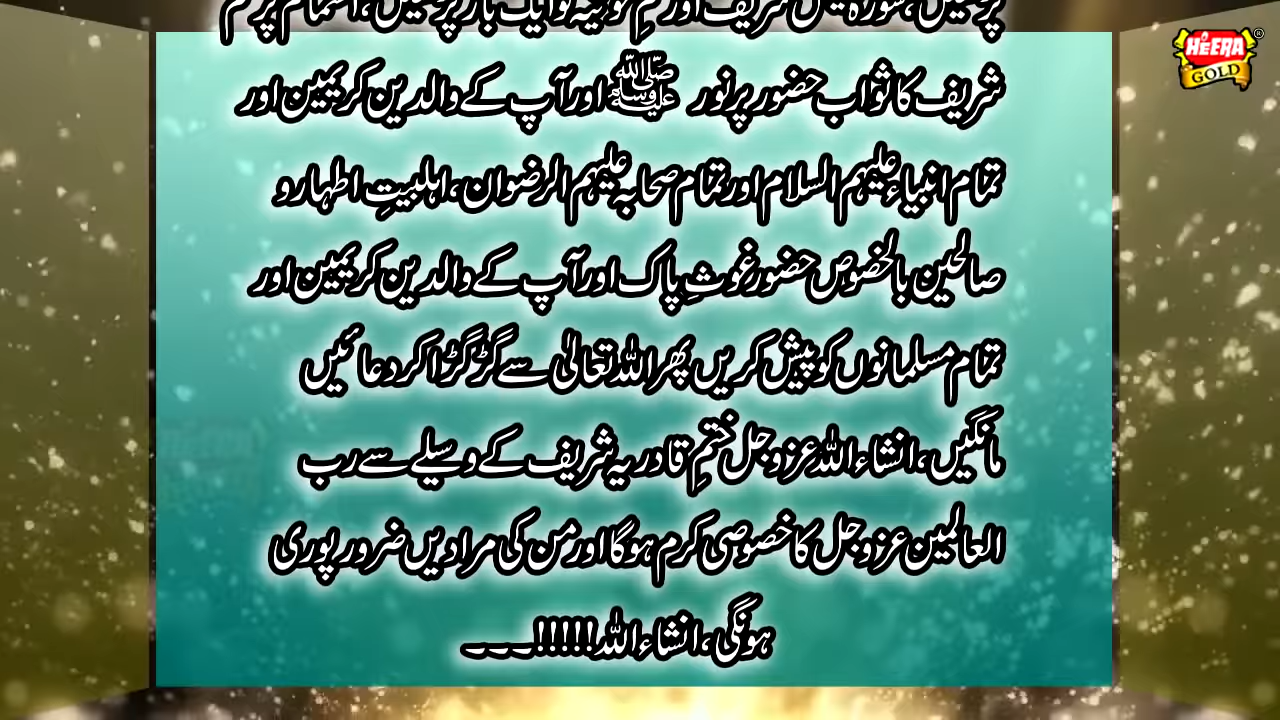 شریف کا ثواب حضور پرنور ﷺ اور آپ کے والدین کریمین اور
تمام انبیاء علیہم السلام اور تمام صحابہ علیہم الرضوان ،اہلبیتِ اطہار و
صالحین بالخصوص حضور غوثِ پاک اور آپ کے والدین کریمین اور
تمام مسلمانوں کو پیش کریں پھر اللہ تعالیٰ سے گڑگڑا کر دعائیں
مانگیں ،انشاء اللہ عزوجل ختمِ قادریہ شریف کے وسیلے سے رب
العالمین عزوجل کا خصوصی کرم ہوگا اور من کی مرادیں ضرور پوری
ہونگی ،انشاء اللہ!!!!!۔۔۔
HEERA
GOLD